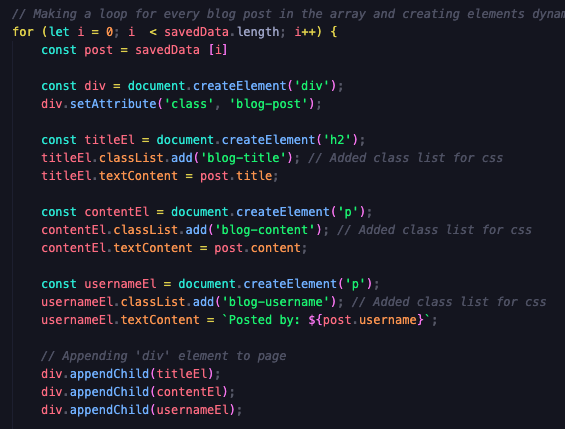 // Making a loop for every blog post in the array and creating elements
for (let i = 0; i  < savedData.length; i++) {
    const post = savedData [i]

    const div = document.createElement('div');
    div.setAttribute('class', 'blog-post');

    const titleEl = document.createElement('h2');
    titleEl.classList.add('blog-title'); // Added class list for css
    titleEl.textContent = post.title;

    const contentEl = document.createElement('p');
    contentEl.classList.add('blog-content'); // Added class list for css
    contentEl.textContent = post.content;

    const usernameEl = document.createElement('p');
    usernameEl.classList.add('blog-username'); // Added class list for css
    usernameEl.textContent = `Posted by: ${post.username}`;

    // Appending 'div' element to page
    div.appendChild(titleEl);
    div.appendChild(contentEl);
    div.appendChild(usernameEl);